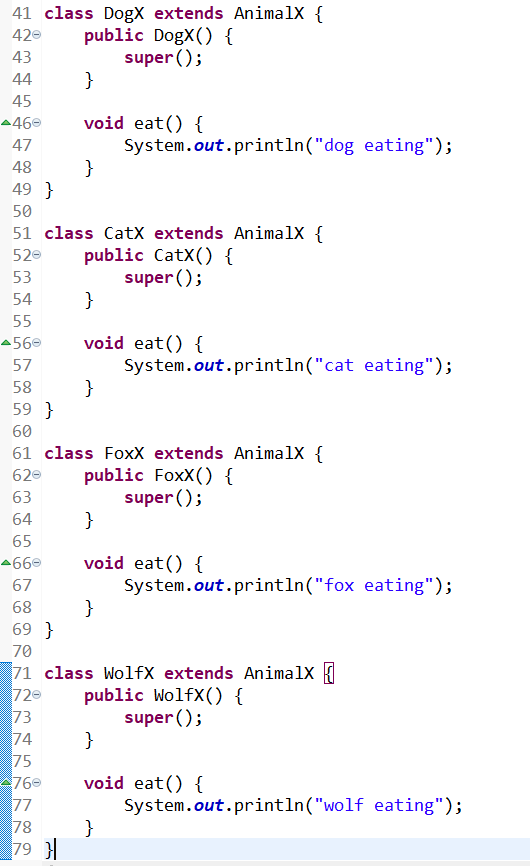 41 class DogX extends AnimalX {
42 public DogX() {
43 super();
44 }
45
46 void eat() {
47 System.out.println("dog eating");
48 }
49 }
50
51 class CatX extends AnimalX {
52 public CatX() {
53 super();
54 }
55
56 void eat() {
57 System.out.println("cat eating");
58 }
59 }
60
61 class FoxX extends AnimalX {
62 public FoxX() {
63 super();
64 }
65
66 void eat() {
67 System.out.println("fox eating");
68 }
69 }
70
71 class WolfX extends AnimalX {
72 public WolfX() {
73 super();
74 }
75
76 void eat() {
77 System.out.println("wolf eating");
78 }
79 }